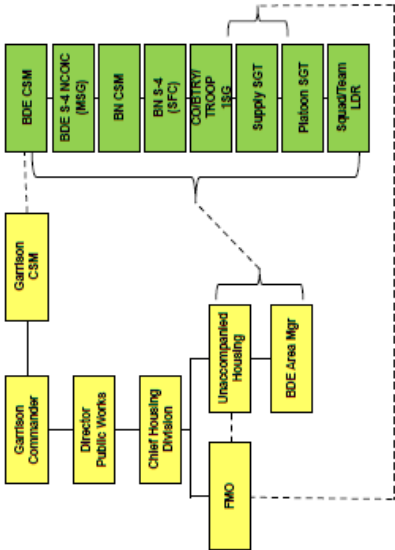 Garrison
Commander
Garrison
CSM
BDE CSM
Director
Public Works
BDE S-4 NCOIC
(MSG)
Chief Housing
Division
BN CSM
BN S-4
(SFC)
CO/BTRY/
TROOP
1SG
FMO
Unaccompanied
Housing
Supply SGT
BDE Area Mgr
Platoon SGT
Squad/Team
LDR